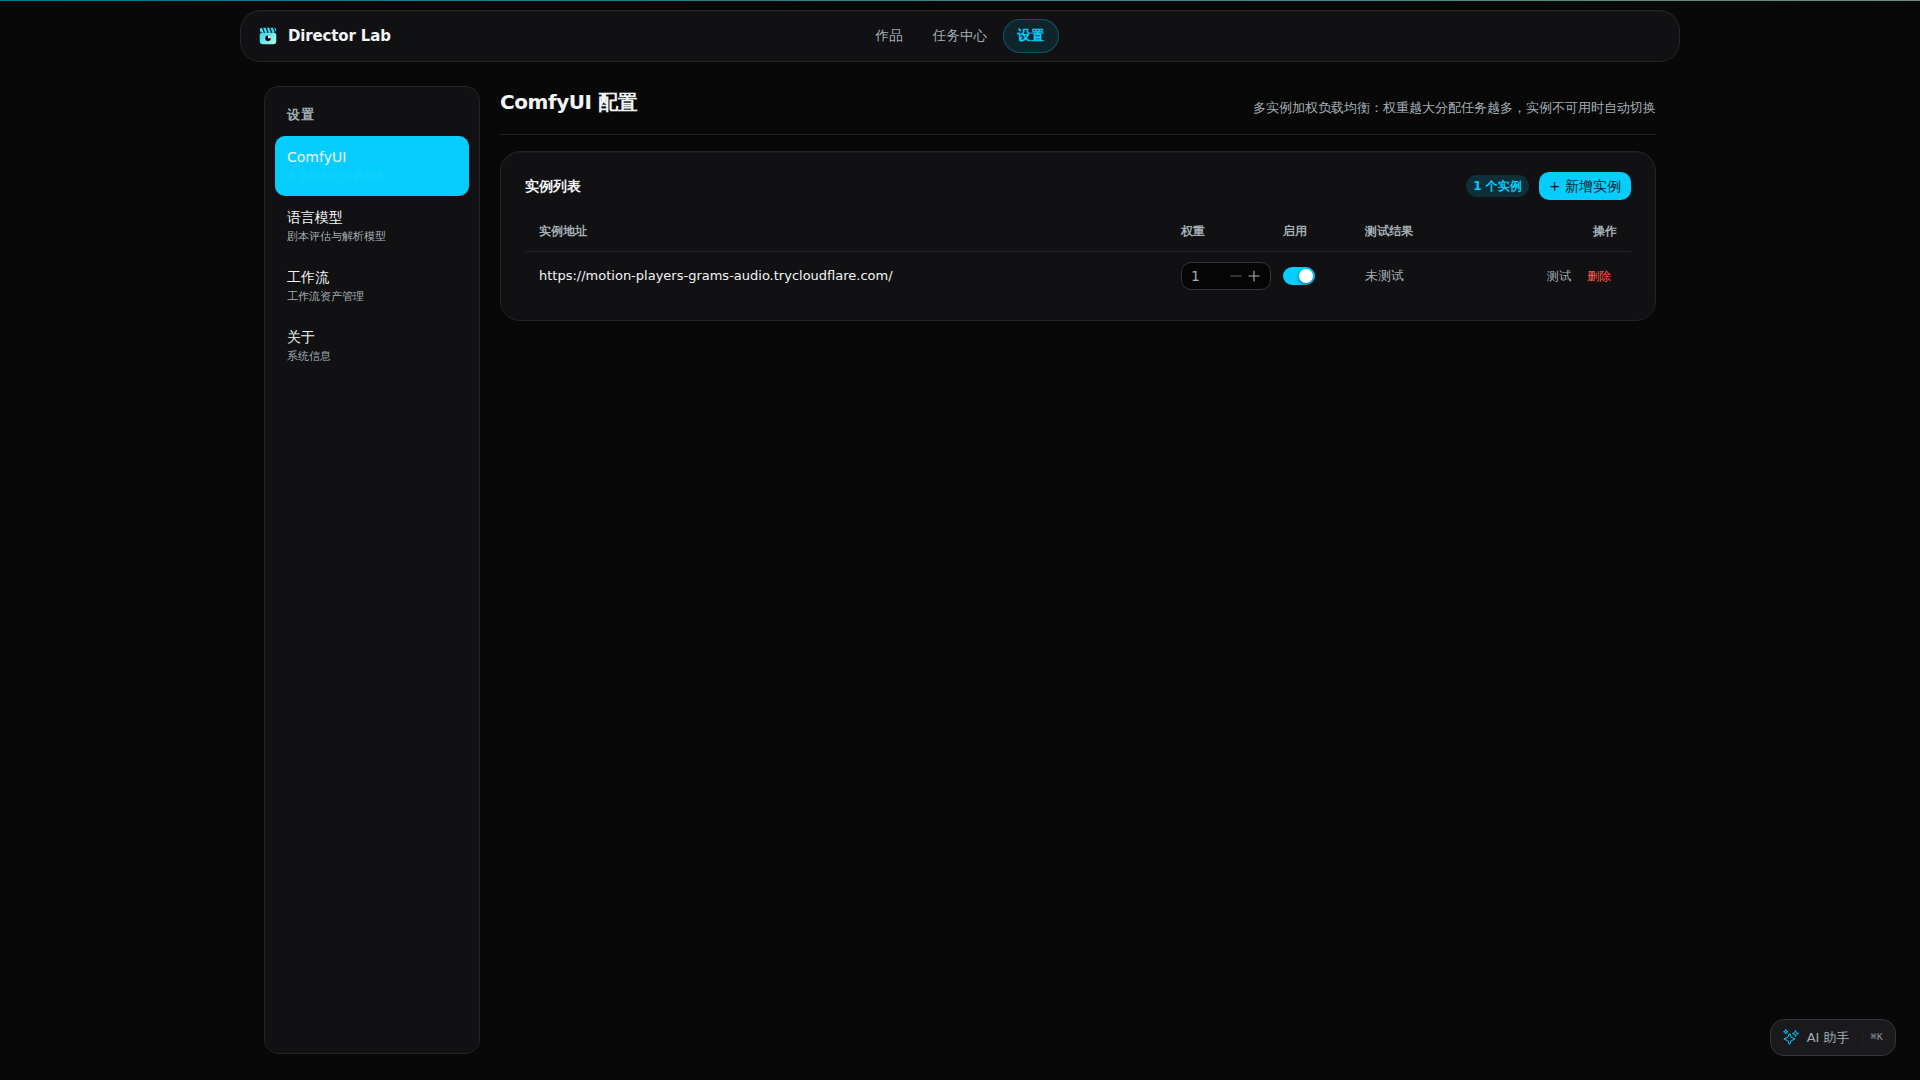 Director Lab
作品
任务中心
设置
设置
ComfyUI
语言模型
剧本评估与解析模型
工作流
工作流资产管理
关于
系统信息
ComfyUI 配置
多实例加权负载均衡：权重越大分配任务越多，实例不可用时自动切换
实例列表
1 个实例
+ 新增实例
实例地址 权重 启用 测试结果 操作
https://motion-players-grams-audio.trycloudflare.com/ 1 未测试 测试 删除
AI 助手 ⌘K